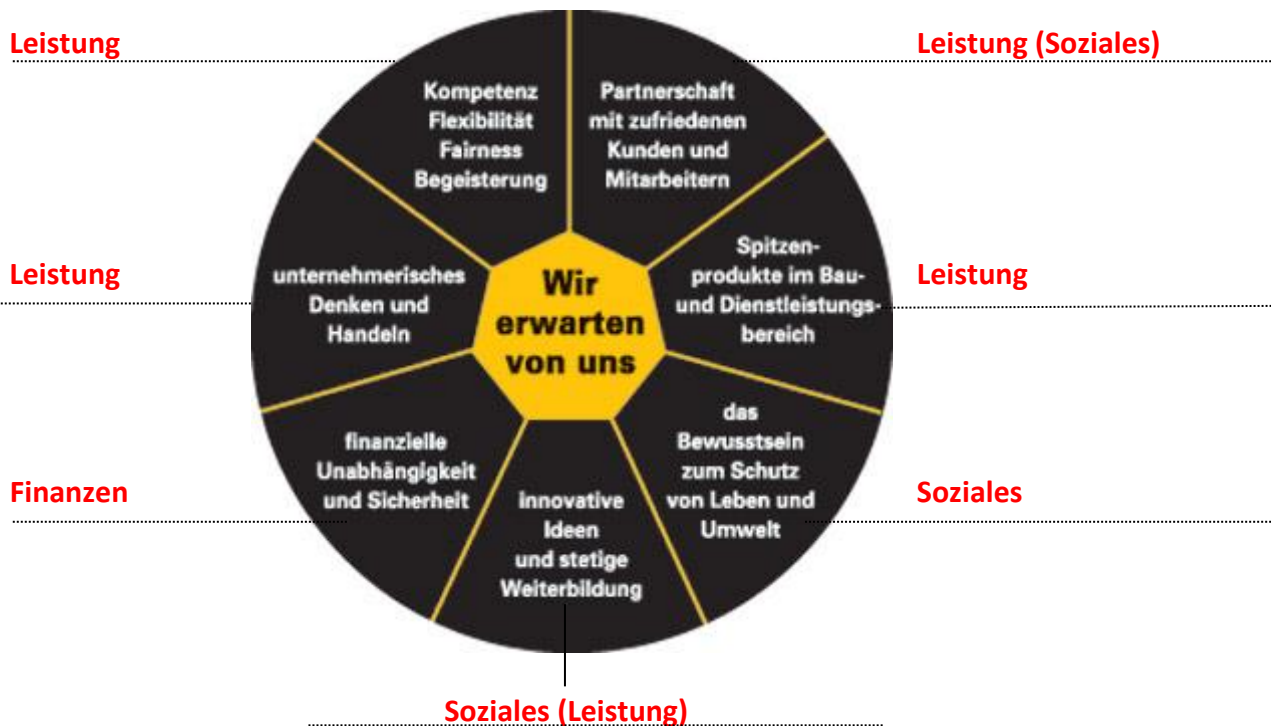 Leistung
Leistung (Soziales)
Kompetenz
Flexibilität
Fairness
Begeisterung
Partnerschaft
mit zufriedenen
Kunden und
Mitarbeitern
Leistung
unternehmerisches
Denken und
Handeln
Wir
erwarten
von uns
Spitzen-
produkte im Bau-
und Dienstleistungs-
bereich
Leistung
Finanzen
finanzielle
Unabhängigkeit
und Sicherheit
innovative
Ideen
und stetige
Weiterbildung
das
Bewusstsein
zum Schutz
von Leben und
Umwelt
Soziales
Soziales (Leistung)